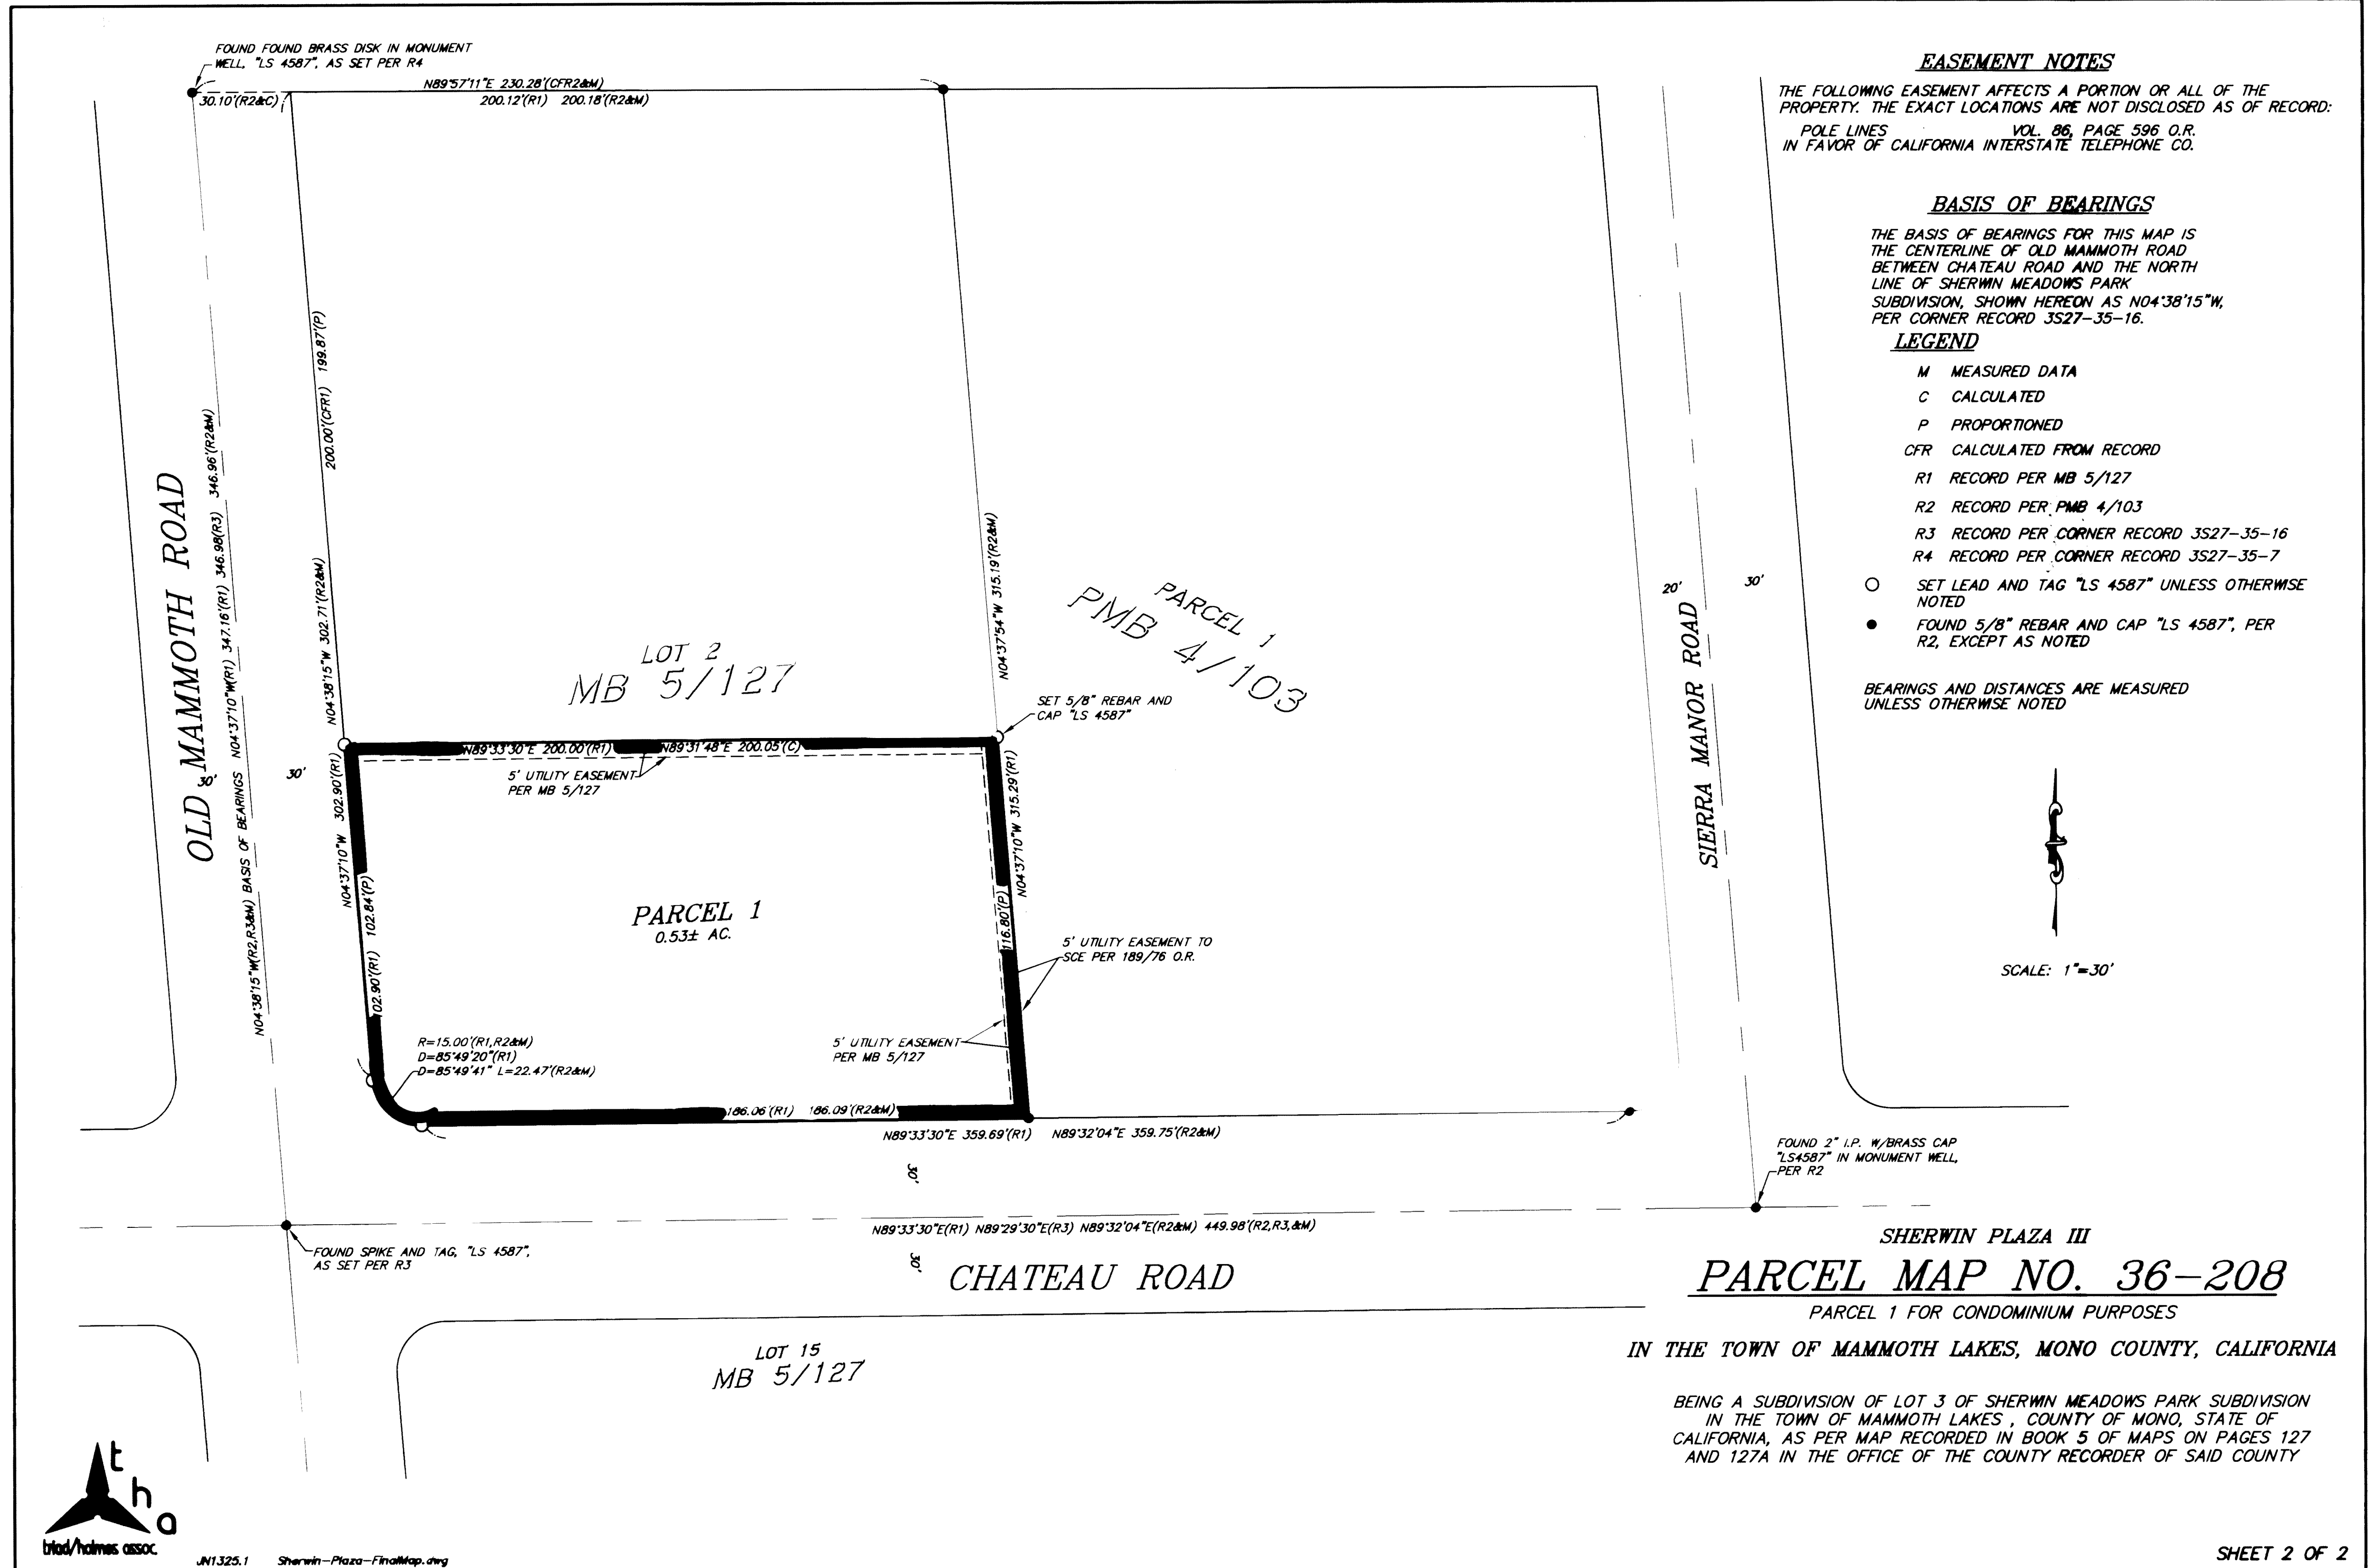 FOUND FOUND BRASS DISK IN MONUMENT
WELL, "LS 4587", AS SET PER R4
30.10'(R2&C)
N89°57'11"E 230.28'(CFR2&M)
200.12'(R1) 200.18'(R2&M)
OLD MAMMOTH ROAD
30'
30'
N04°38'15"W(R2,R3&M) BASIS OF BEARINGS N04°37'10"W(R1) 347.16'(R1) 346.98(R3) 346.96'(R2&M)
200.00'(CFR1) 199.87'(P)
N04°38'15"W 302.71'(R2&M)
N04°37'10"W 302.90'(R1)
102.90'(R1) 102.84'(P)
LOT 2
MB 5/127
N04°37'54"W 315.19'(R2&M)
PARCEL 1
PMB 4/103
SET 5/8" REBAR AND
CAP "LS 4587"
N89°33'30"E 200.00'(R1) N89°31'48"E 200.05'(C)
5' UTILITY EASEMENT
PER MB 5/127
N04°37'10"W 315.29'(R1)
116.80'(P)
PARCEL 1
0.53± AC.
5' UTILITY EASEMENT TO
SCE PER 189/76 O.R.
R=15.00'(R1,R2&M)
D=85°49'20"(R1)
D=85°49'41" L=22.47'(R2&M)
5' UTILITY EASEMENT
PER MB 5/127
186.06'(R1) 186.09'(R2&M)
N89°33'30"E 359.69'(R1) N89°32'04"E 359.75'(R2&M)
30'
N89°33'30"E(R1) N89°29'30"E(R3) N89°32'04"E(R2&M) 449.98'(R2,R3,&M)
30'
CHATEAU ROAD
FOUND SPIKE AND TAG, "LS 4587",
AS SET PER R3
LOT 15
MB 5/127
20'
30'
SIERRA MANOR ROAD
FOUND 2" I.P. W/BRASS CAP
"LS4587" IN MONUMENT WELL,
PER R2
EASEMENT NOTES
THE FOLLOWING EASEMENT AFFECTS A PORTION OR ALL OF THE
PROPERTY. THE EXACT LOCATIONS ARE NOT DISCLOSED AS OF RECORD:
POLE LINES VOL. 86, PAGE 596 O.R.
IN FAVOR OF CALIFORNIA INTERSTATE TELEPHONE CO.
BASIS OF BEARINGS
THE BASIS OF BEARINGS FOR THIS MAP IS
THE CENTERLINE OF OLD MAMMOTH ROAD
BETWEEN CHATEAU ROAD AND THE NORTH
LINE OF SHERWIN MEADOWS PARK
SUBDIVISION, SHOWN HEREON AS N04°38'15"W,
PER CORNER RECORD 3S27-35-16.
LEGEND
M MEASURED DATA
C CALCULATED
P PROPORTIONED
CFR CALCULATED FROM RECORD
R1 RECORD PER MB 5/127
R2 RECORD PER PMB 4/103
R3 RECORD PER CORNER RECORD 3S27-35-16
R4 RECORD PER CORNER RECORD 3S27-35-7
SET LEAD AND TAG "LS 4587" UNLESS OTHERWISE
NOTED
FOUND 5/8" REBAR AND CAP "LS 4587", PER
R2, EXCEPT AS NOTED
BEARINGS AND DISTANCES ARE MEASURED
UNLESS OTHERWISE NOTED
SCALE: 1"=30'
SHERWIN PLAZA III
PARCEL MAP NO. 36-208
PARCEL 1 FOR CONDOMINIUM PURPOSES
IN THE TOWN OF MAMMOTH LAKES, MONO COUNTY, CALIFORNIA
BEING A SUBDIVISION OF LOT 3 OF SHERWIN MEADOWS PARK SUBDIVISION
IN THE TOWN OF MAMMOTH LAKES , COUNTY OF MONO, STATE OF
CALIFORNIA, AS PER MAP RECORDED IN BOOK 5 OF MAPS ON PAGES 127
AND 127A IN THE OFFICE OF THE COUNTY RECORDER OF SAID COUNTY
t
h
a
triad/holmes assoc.
JN1325.1 Sherwin-Plaza-FinalMap.dwg
SHEET 2 OF 2